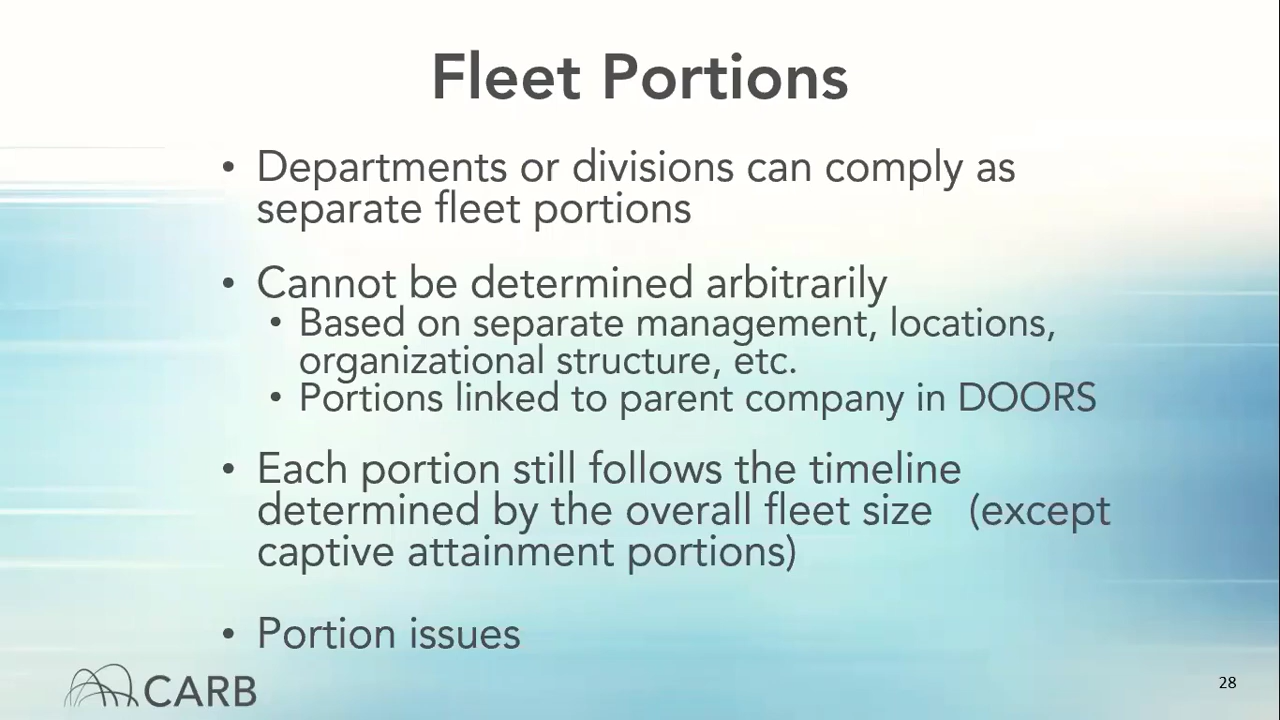 Fleet Portions
• Departments or divisions can comply as
separate fleet portions
• Cannot be determined arbitrarily
• Based on separate management, locations,
organizational structure, etc.
• Portions linked to parent company in DOORS
• Each portion still follows the timeline
determined by the overall fleet size (except
captive attainment portions)
• Portion issues
CARB
28